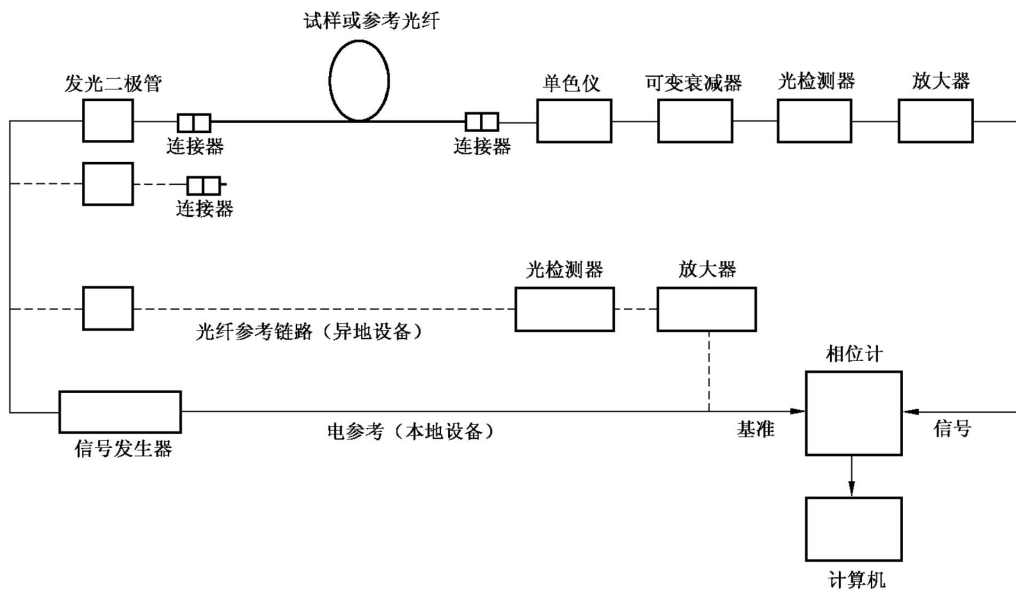 试样或参考光纤
发光二极管
单色仪
可变衰减器
光检测器
放大器
连接器
连接器
连接器
光检测器
放大器
光纤参考链路（异地设备）
相位计
信号发生器
电参考（本地设备）
基准
信号
计算机